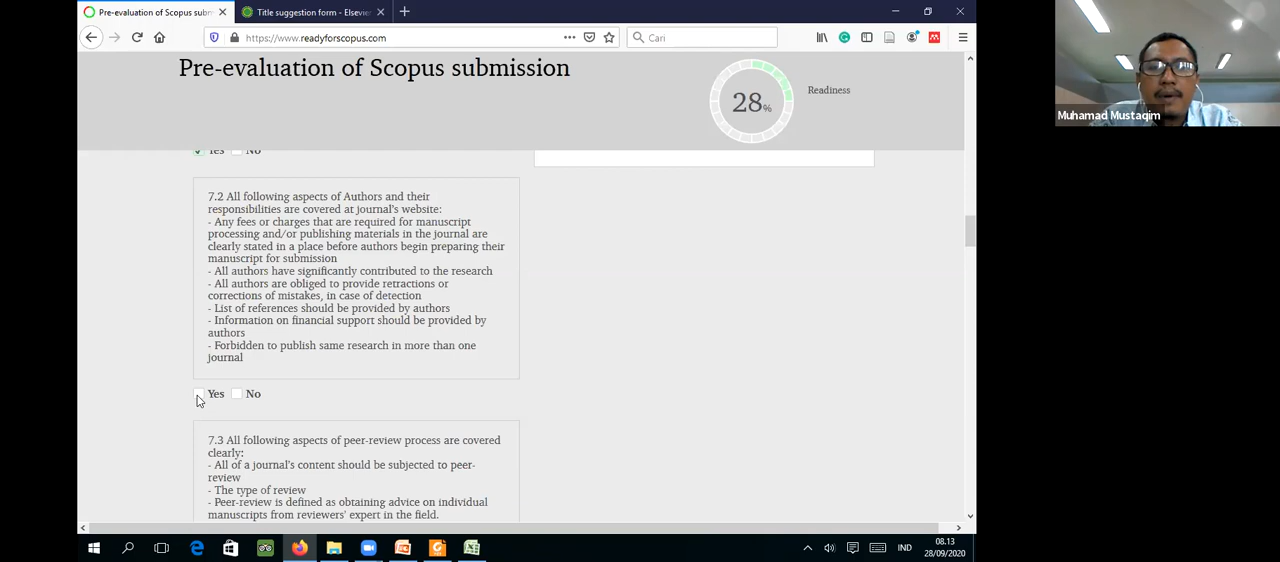 Pre-evaluation of Scopus subm
Title suggestion form - Elsevier
https://www.readyforscopus.com
Cari
Pre-evaluation of Scopus submission
28%
Readiness
Yes No
7.2 All following aspects of Authors and their
responsibilities are covered at journal's website:
- Any fees or charges that are required for manuscript
processing and/or publishing materials in the journal are
clearly stated in a place before authors begin preparing their
manuscript for submission
- All authors have significantly contributed to the research
- All authors are obliged to provide retractions or
corrections of mistakes, in case of detection
- List of references should be provided by authors
- Information on financial support should be provided by
authors
- Forbidden to publish same research in more than one
journal
Yes No
7.3 All following aspects of peer-review process are covered
clearly:
- All of a journal's content should be subjected to peer-
review
- The type of review
- Peer-review is defined as obtaining advice on individual
manuscripts from reviewers' expert in the field.
IND
08.13
28/09/2020
Muhamad Mustaqim